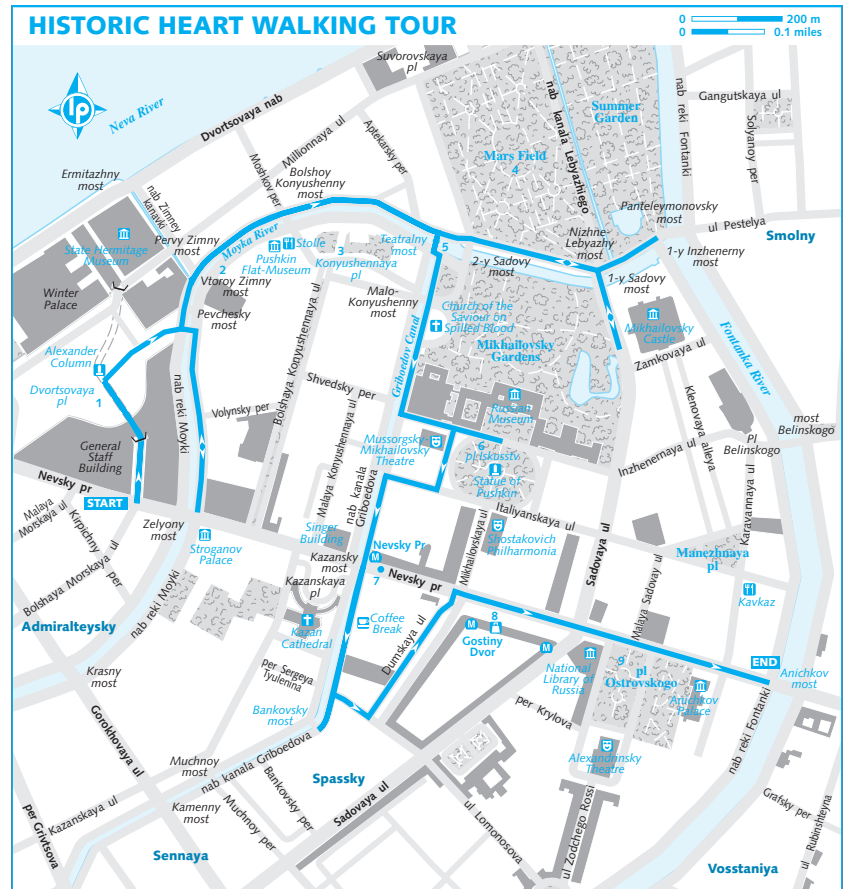 HISTORIC HEART WALKING TOUR
0
200 m
0
0.1 miles
lp
Neva River
Dvortsovaya nab
Suvorovskaya
pl
Millionnaya ul
Aptekarsky per
Moshkov per
Bolshoy
Konyushenny
most
Ermitazhny
most
nab Zimney
kanavki
Mars Field
4
nab kanala Lebyazhiego
Summer
Garden
nab reki Fontanki
Gangutskaya ul
Solyanoy per
Panteleymonovsky
most
ul Pestelya
Smolny
State Hermitage
Museum
Pervy Zimny
most
Moyka River
2
Stolle
Pushkin
Flat-Museum
3
Konyushennaya
pl
Teatralny
most
5
Nizhne-
Lebyazhy
most
2-y Sadovy
most
1-y Sadovy
most
1-y Inzhenerny
most
Winter
Palace
Vtoroy Zimny
most
Pevchesky
most
Malo-
Konyushenny
most
Church of the
Saviour on
Spilled Blood
Mikhailovsky
Gardens
Mikhailovsky
Castle
Fontanka River
Alexander
Column
Dvortsovaya
pl
1
nab reki Moyki
Bolshaya Konyushennaya ul
Shvedsky per
Griboedov Canal
Zamkovaya ul
Klenovaya alleya
Volynsky per
Malaya Konyushennaya ul
Russian
Museum
most
Belinskogo
Pl
Belinskogo
General
Staff
Building
Mussorgsky
Mikhailovsky
Theatre
6
pl Iskusstv
Statue of
Pushkin
Inzhenernaya ul
Nevsky pr
START
Malaya
Morskaya ul
Kirpichny
per
Zelyony
most
nab kanala
Griboedova
Italiyanskaya ul
Karavannaya ul
Singer
Building
Stroganov
Palace
Kazansky
most
Kazanskaya
pl
Nevsky Pr
M
7
Nevsky pr
Mikhailovskaya ul
Shostakovich
Philharmonia
Sadovaya ul
Manezhnaya
pl
Malaya Sadovay ul
Kavkaz
Bolshaya Morskaya ul
nab reki Moyki
Admiralteysky
Kazan
Cathedral
Coffee
Break
Dumskaya ul
8
M
Gostiny
Dvor
M
National
Library of
Russia
9
pl
Ostrovskogo
END
Anichkov
most
Anichkov
Palace
Krasny
most
per Sergeya
Tyulenina
Bankovsky
most
per Krylova
Alexandrinsky
Theatre
nab reki Fontanki
Gorokhovaya ul
Muchnoy
most
nab kanala Griboedova
Spassky
Kazanskaya ul
Kamenny
most
Muchnoy per
Bankovsky per
Sadovaya ul
ul Lomonosova
ul Zodchego Rossi
Grafsky per
ul Rubinshteyna
per Grivtsova
Sennaya
Vosstaniya